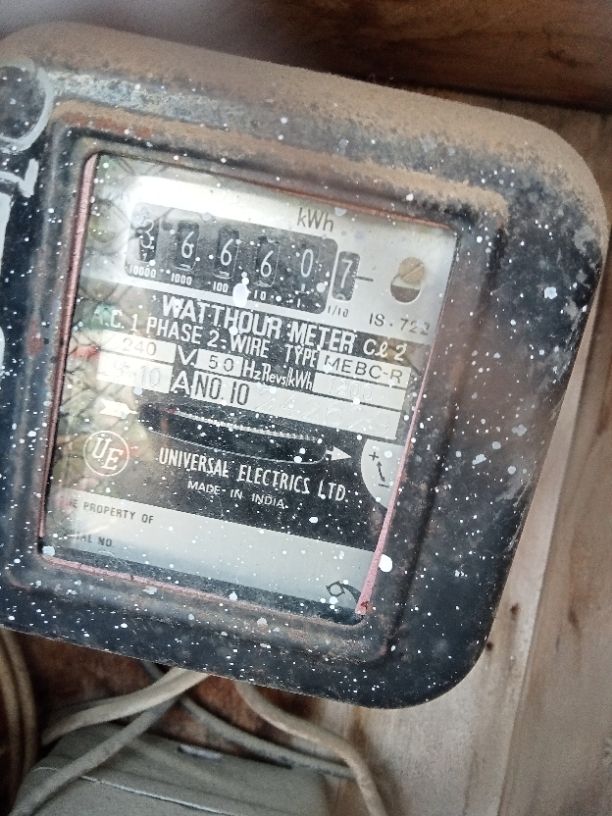 kWh
3 6 6 6 0 7
10000 1000 100 10 1 1/10
IS-722
WATTHOUR METER Cℓ 2
A.C. 1 PHASE 2-WIRE TYPE MEBC-R
240 V. 50 Hz Revs/kWh
10 A NO. 10
UE
UNIVERSAL ELECTRICS LTD.
MADE-IN INDIA
+ -
PROPERTY OF
NO.